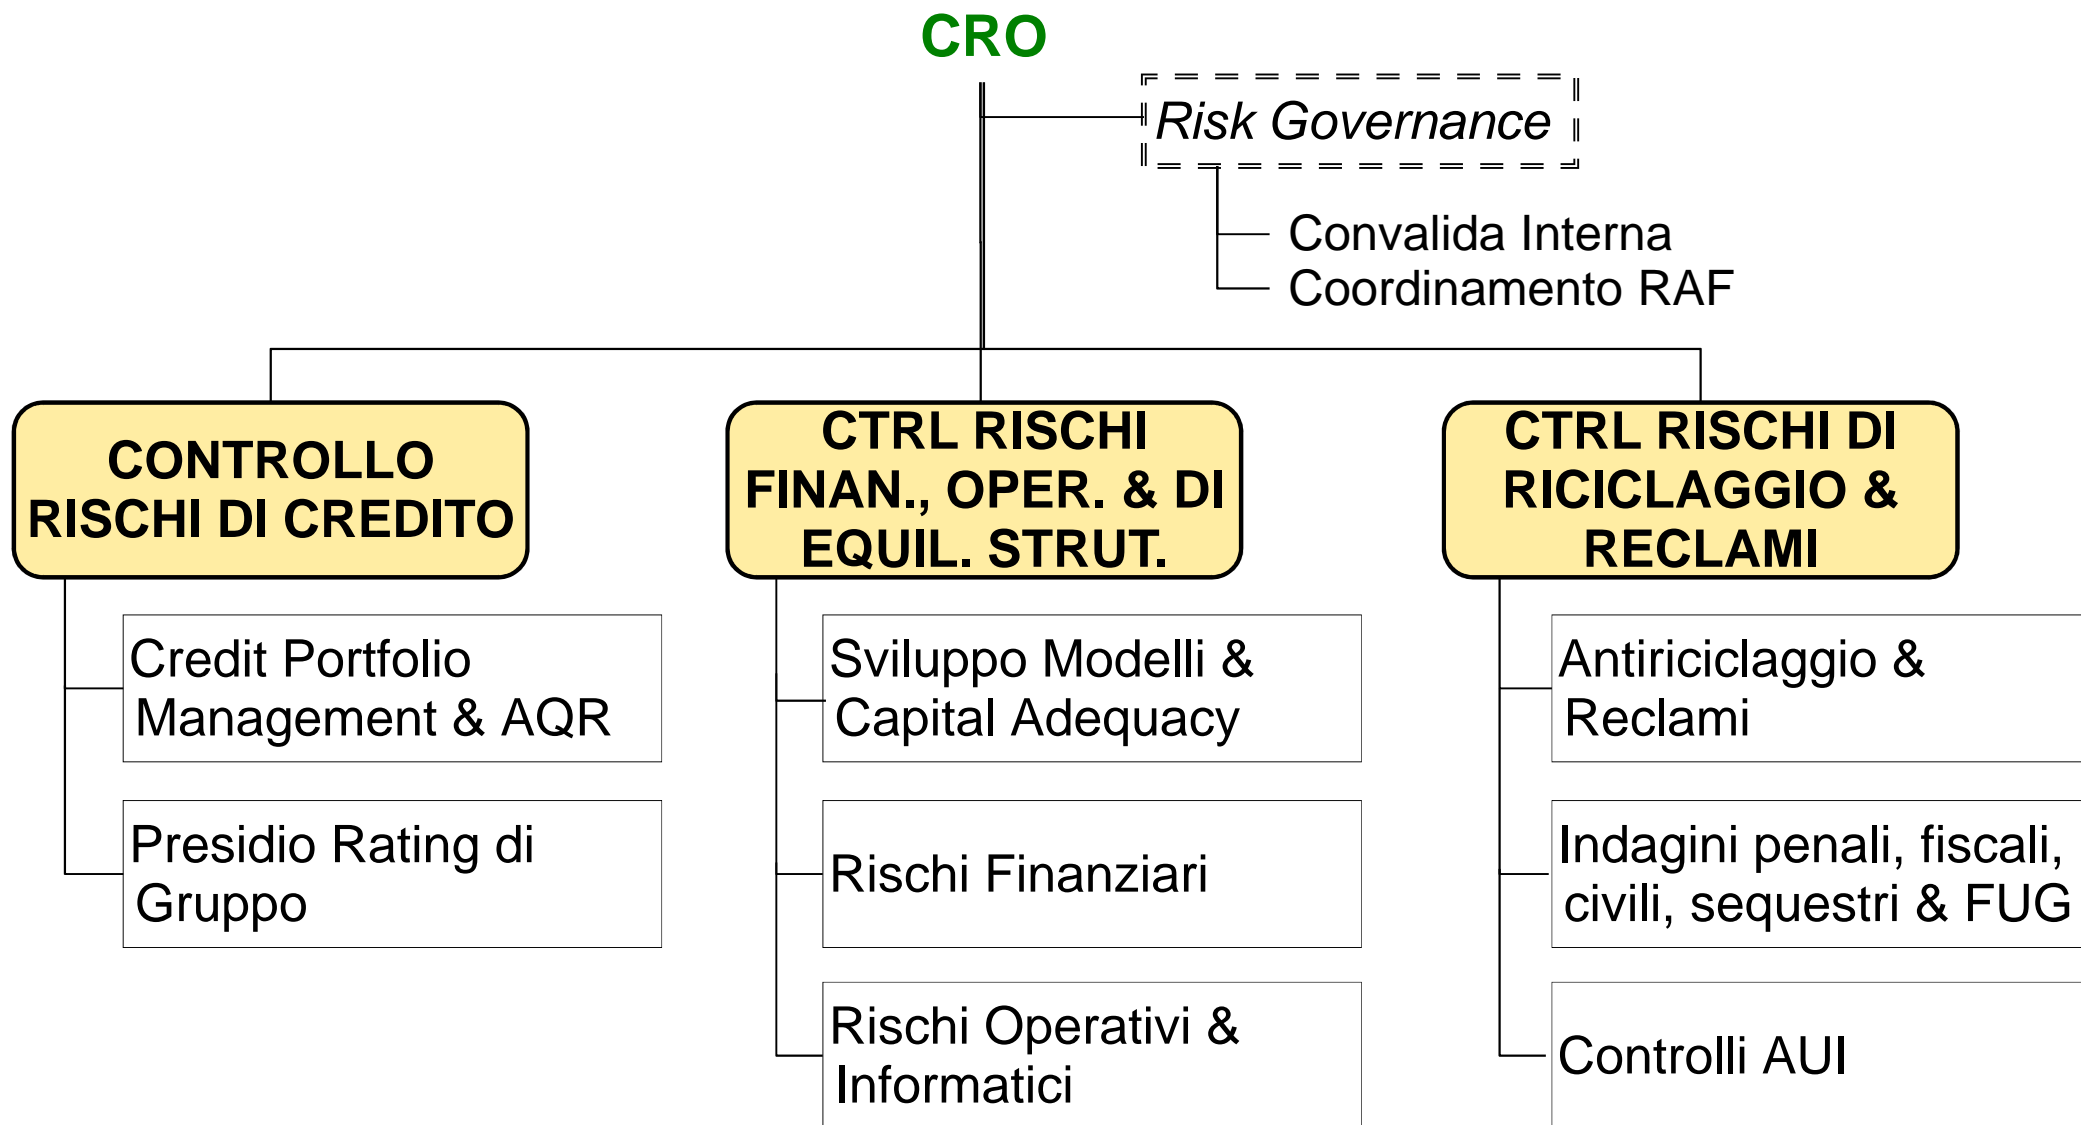 CRO
Risk Governance
Convalida Interna
Coordinamento RAF
CONTROLLO
RISCHI DI CREDITO
CTRL RISCHI
FINAN., OPER. & DI
EQUIL. STRUT.
CTRL RISCHI DI
RICICLAGGIO &
RECLAMI
Credit Portfolio
Management & AQR
Presidio Rating di
Gruppo
Sviluppo Modelli &
Capital Adequacy
Rischi Finanziari
Rischi Operativi &
Informatici
Antiriciclaggio &
Reclami
Indagini penali, fiscali,
civili, sequestri & FUG
Controlli AUI